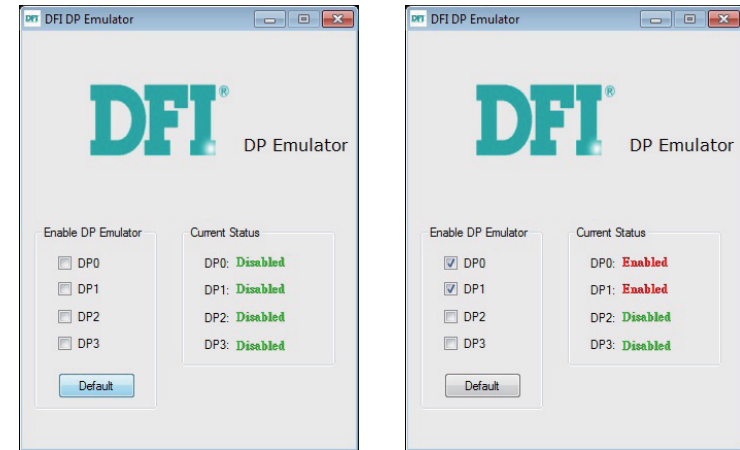 DFI DP Emulator
DFI®
DP Emulator
Enable DP Emulator
DP0
DP1
DP2
DP3
Default
Current Status
DP0: Disabled
DP1: Disabled
DP2: Disabled
DP3: Disabled
DFI DP Emulator
DFI®
DP Emulator
Enable DP Emulator
DP0
DP1
DP2
DP3
Default
Current Status
DP0: Enabled
DP1: Enabled
DP2: Disabled
DP3: Disabled